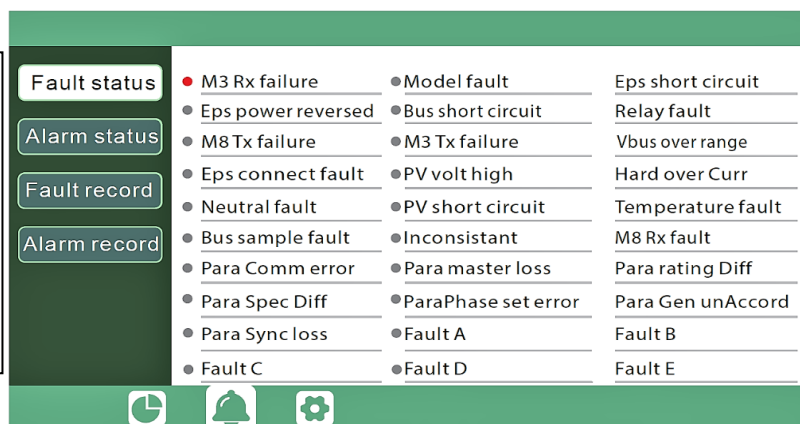 Fault status
Alarm status
Fault record
Alarm record
M3 Rx failure Model fault Eps short circuit
Eps power reversed Bus short circuit Relay fault
M8 Tx failure M3 Tx failure Vbus over range
Eps connect fault PV volt high Hard over Curr
Neutral fault PV short circuit Temperature fault
Bus sample fault Inconsistant M8 Rx fault
Para Comm error Para master loss Para rating Diff
Para Spec Diff ParaPhase set error Para Gen unAccord
Para Sync loss Fault A Fault B
Fault C Fault D Fault E